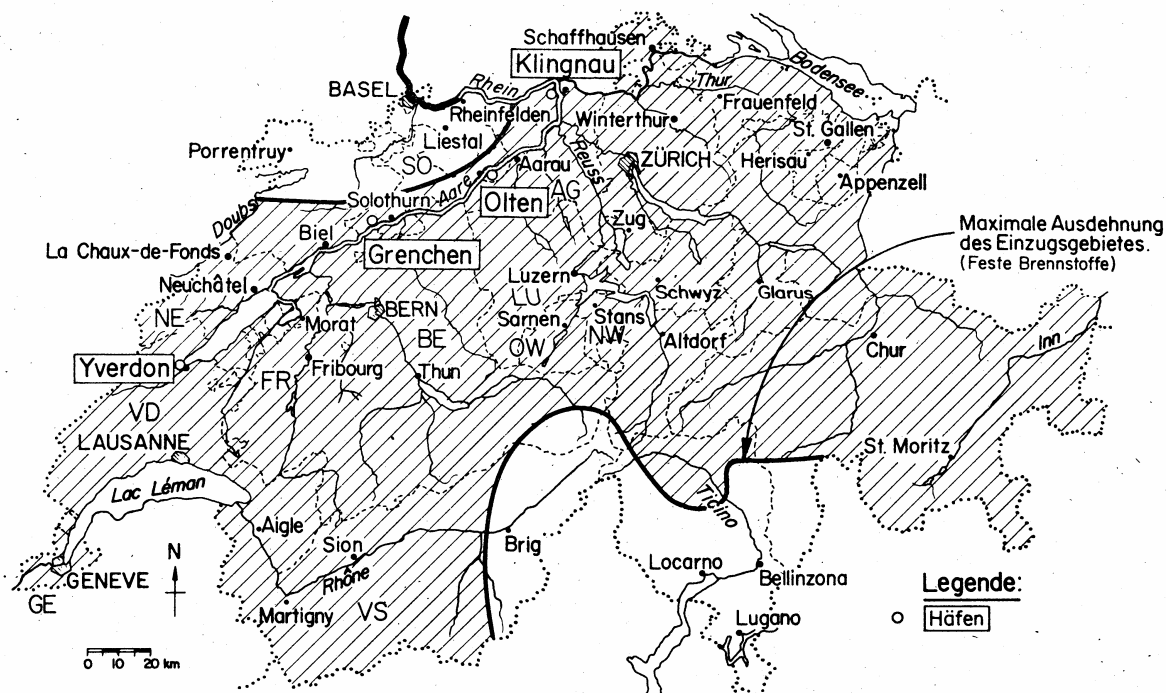 Schaffhausen
Klingnau
Bodensee
Rhein
Thur
BASEL
Rheinfelden
Frauenfeld
Winterthur
St. Gallen
Liestal
Porrentruy
SO
Aarau
Reuss
ZÜRICH
Herisau
Appenzell
Aare
AG
Solothurn
Olten
Doubs
Zug
Biel
Grenchen
Maximale Ausdehnung
des Einzugsgebietes.
(Feste Brennstoffe)
La Chaux-de-Fonds
Luzern
LU
Neuchâtel
Schwyz
Glarus
BERN
NE
Morat
Sarnen
Stans
NW
BE
Altdorf
Inn
OW
Chur
Yverdon
FR
Fribourg
Thun
VD
LAUSANNE
St. Moritz
Lac Léman
Ticino
Aigle
Brig
N
Sion
GENEVE
Rhône
Locarno
Bellinzona
GE
Legende:
Martigny
VS
Lugano
Häfen
0 10 20 km